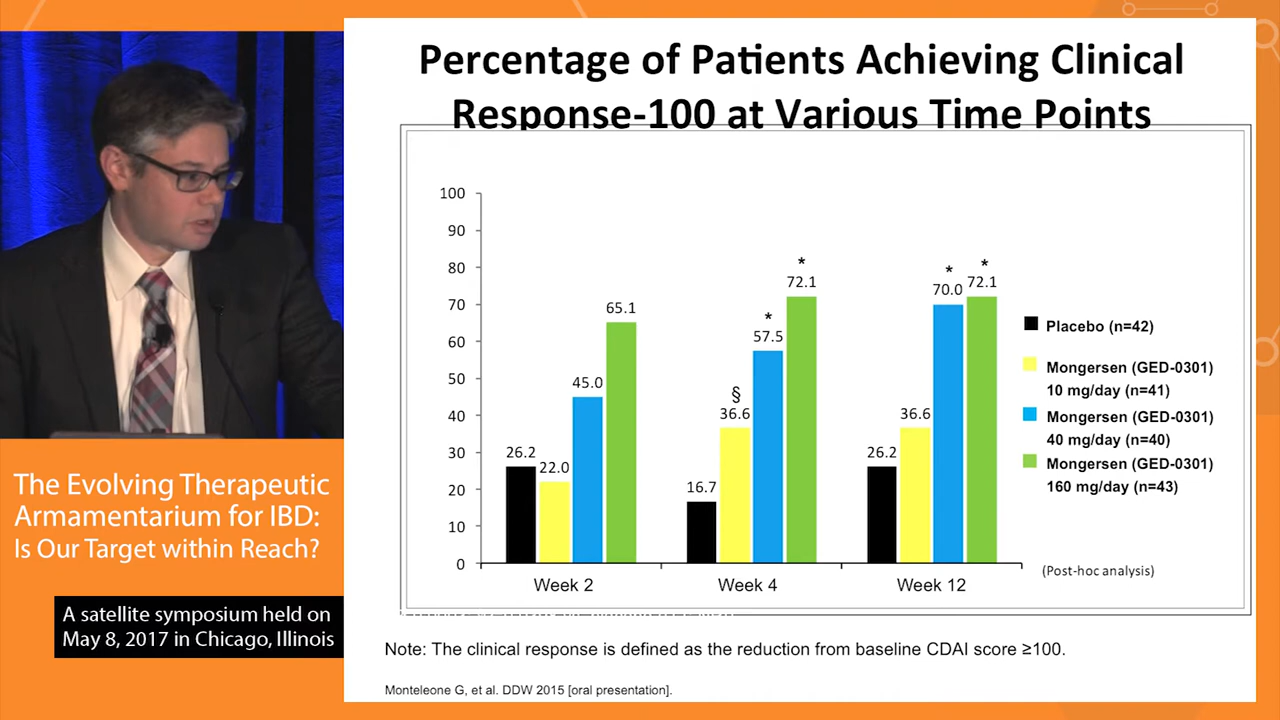 Percentage of Patients Achieving Clinical
Response-100 at Various Time Points
100
90
80
70
60
50
40
30
20
10
0
26.2
22.0
45.0
65.1
16.7
§
36.6
*
57.5
*
72.1
26.2
36.6
*
70.0
*
72.1
Week 2
Week 4
Week 12
Placebo (n=42)
Mongersen (GED-0301)
10 mg/day (n=41)
Mongersen (GED-0301)
40 mg/day (n=40)
Mongersen (GED-0301)
160 mg/day (n=43)
(Post-hoc analysis)
Note: The clinical response is defined as the reduction from baseline CDAI score ≥100.
Monteleone G, et al. DDW 2015 [oral presentation].
The Evolving Therapeutic
Armamentarium for IBD:
Is Our Target within Reach?
A satellite symposium held on
May 8, 2017 in Chicago, Illinois